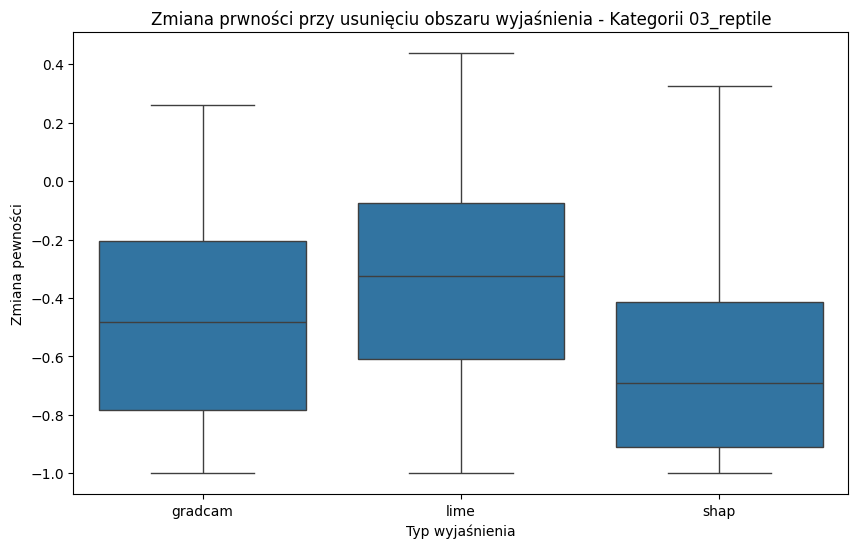 Zmiana prwności przy usunięciu obszaru wyjaśnienia - Kategorii 03_reptile
0.4
0.2
0.0
−0.2
−0.4
−0.6
−0.8
−1.0
Zmiana pewności
gradcam
lime
shap
Typ wyjaśnienia